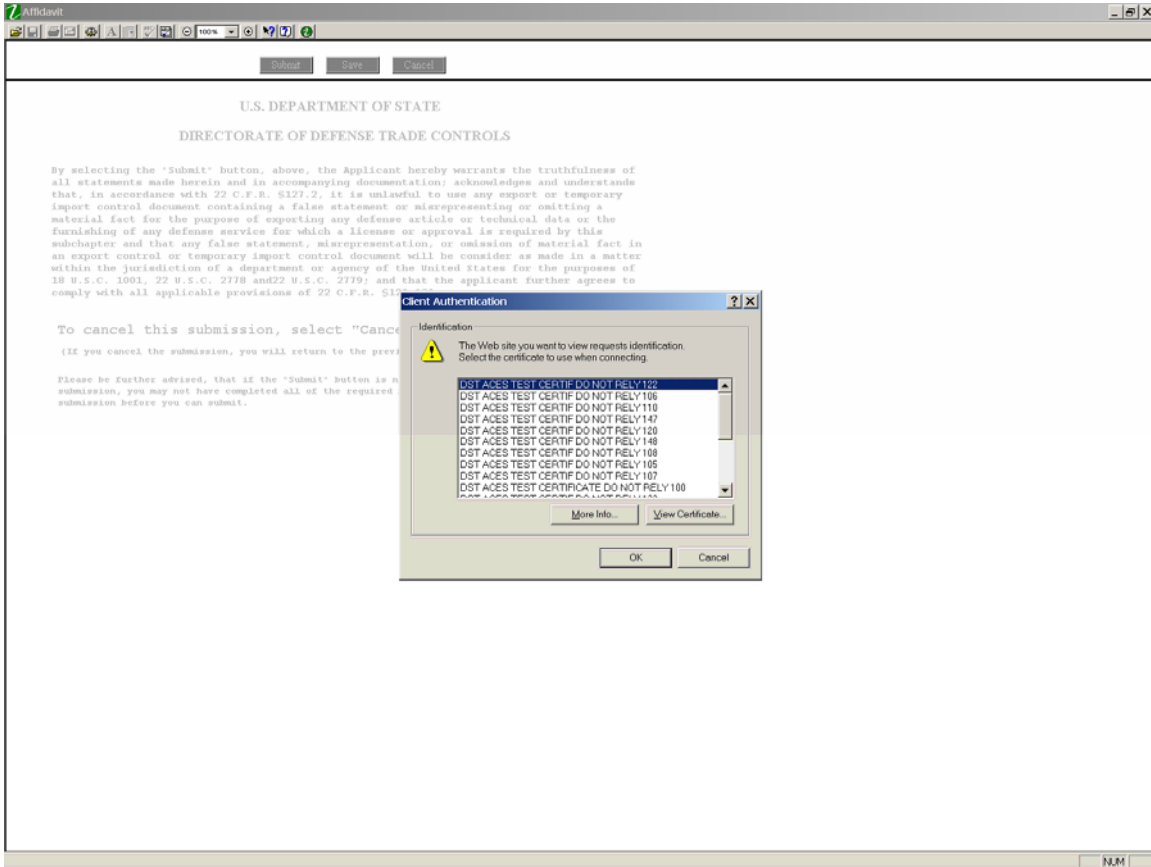 Affidavit
100%
Submit Save Cancel
U.S. DEPARTMENT OF STATE
DIRECTORATE OF DEFENSE TRADE CONTROLS
By selecting the "Submit" button, above, the Applicant hereby warrants the truthfulness of
all statements made herein and in accompanying documentation; acknowledges and understands
that, in accordance with 22 C.F.R. §127.2, it is unlawful to use any export or temporary
import control document containing a false statement or misrepresenting or omitting a
material fact for the purpose of exporting any defense article or technical data or the
furnishing of any defense service for which a license or approval is required by this
subchapter and that any false statement, misrepresentation, or omission of material fact in
an export control or temporary import control document will be consider as made in a matter
within the jurisdiction of a department or agency of the United States for the purposes of
18 U.S.C. 1001, 22 U.S.C. 2778 and22 U.S.C. 2779; and that the applicant further agrees to
comply with all applicable provisions of 22 C.F.R.
To cancel this submission, select "Cance
(If you cancel the submission, you will return to the previ
Please be further advised, that if the "Submit" button is n
submission, you may not have completed all of the required
submission before you can submit.
Client Authentication
Identification
The Web site you want to view requests identification.
Select the certificate to use when connecting.
DST ACES TEST CERTIF DO NOT RELY 122
DST ACES TEST CERTIF DO NOT RELY 106
DST ACES TEST CERTIF DO NOT RELY 110
DST ACES TEST CERTIF DO NOT RELY 147
DST ACES TEST CERTIF DO NOT RELY 120
DST ACES TEST CERTIF DO NOT RELY 148
DST ACES TEST CERTIF DO NOT RELY 108
DST ACES TEST CERTIF DO NOT RELY 105
DST ACES TEST CERTIF DO NOT RELY 107
DST ACES TEST CERTIFICATE DO NOT RELY 100
More Info... View Certificate...
OK Cancel
NUM